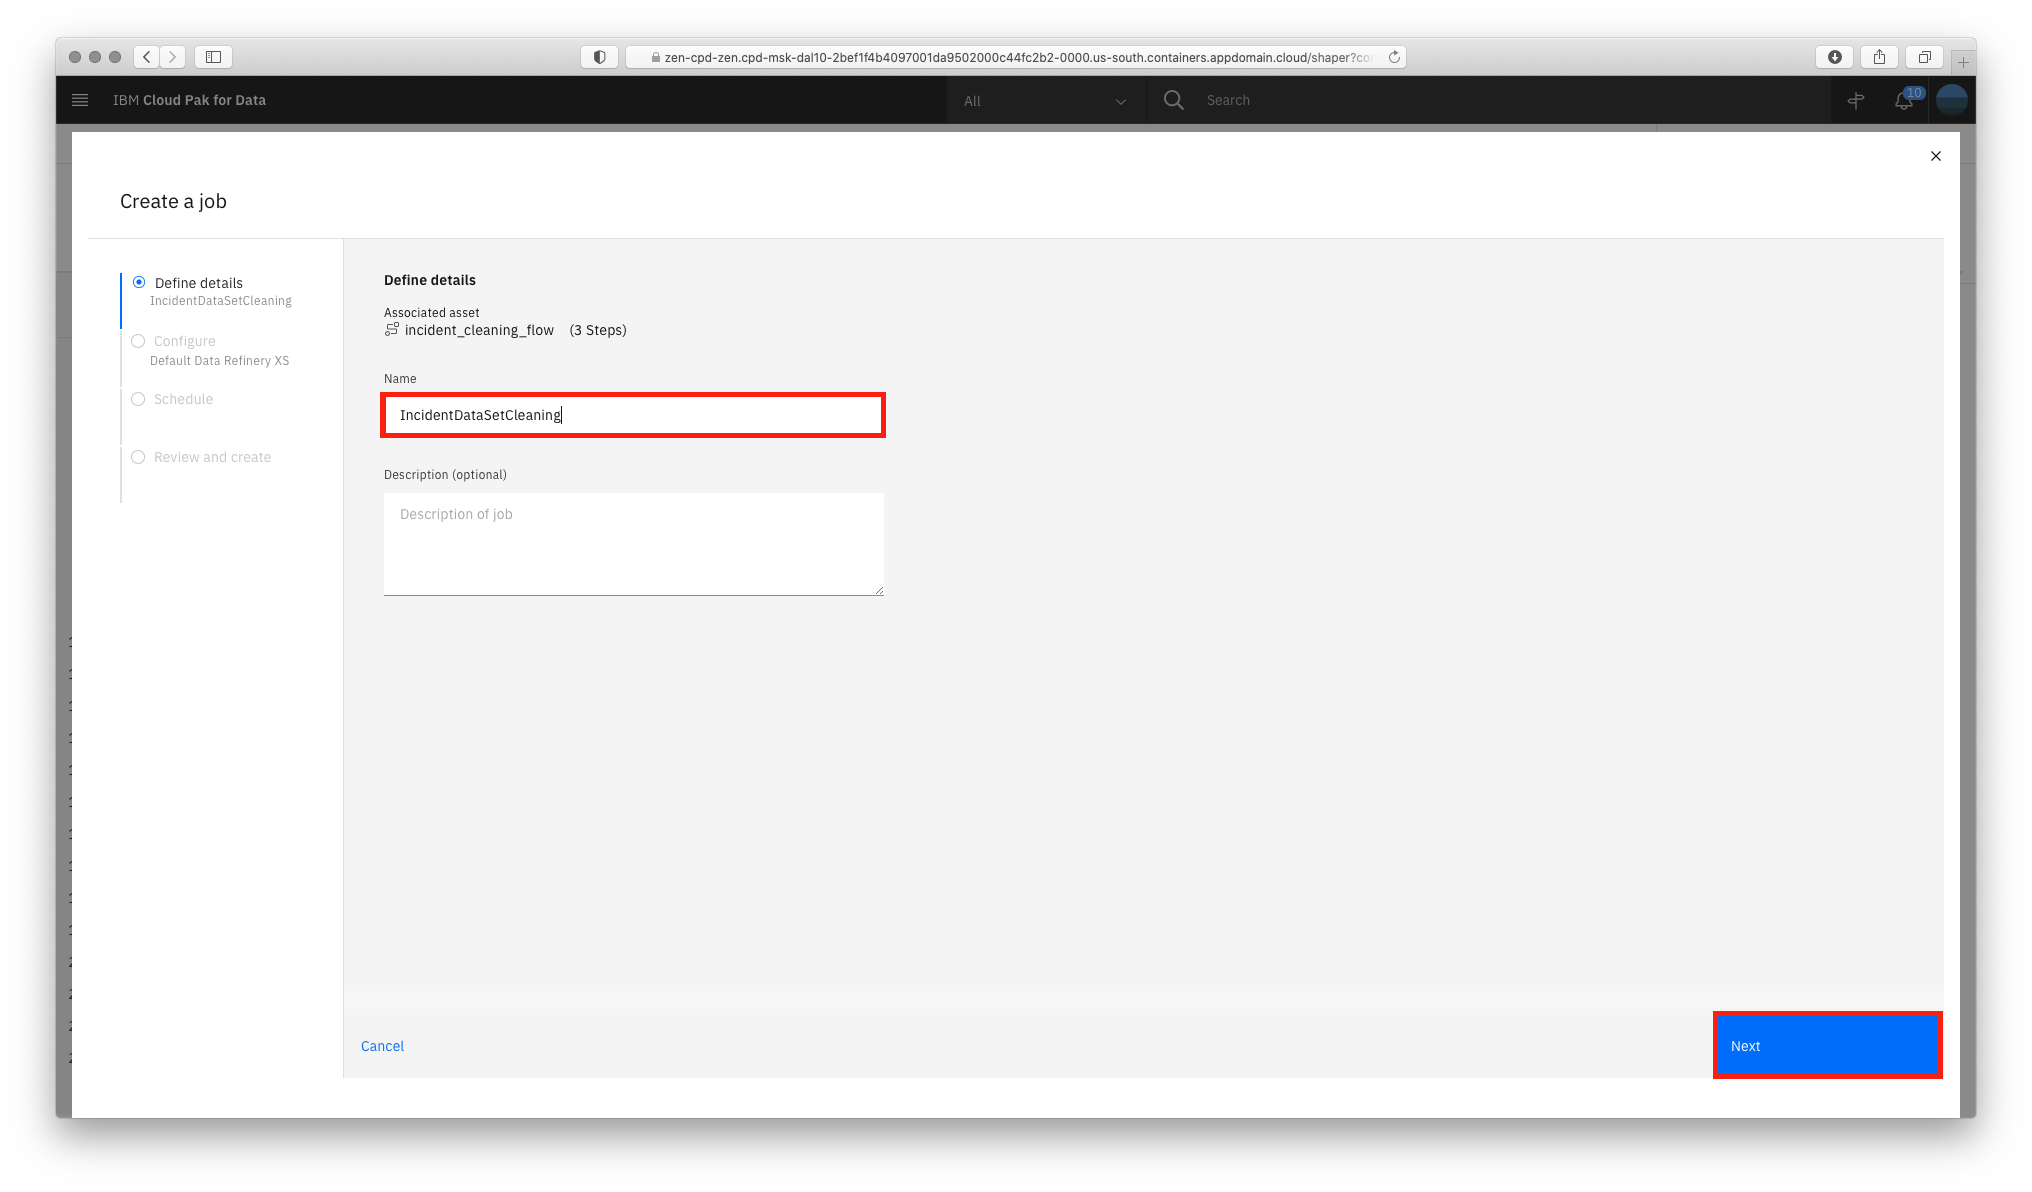 zen-cpd-zen.cpd-msk-dal10-2bef1f4b4097001da9502000c44fc2b2-0000.us-south.containers.appdomain.cloud/shaper?co
IBM Cloud Pak for Data
All
Search
10
Create a job
Define details
IncidentDataSetCleaning
Configure
Default Data Refinery XS
Schedule
Review and create
Define details
Associated asset
incident_cleaning_flow (3 Steps)
Name
IncidentDataSetCleaning
Description (optional)
Description of job
Cancel
Next